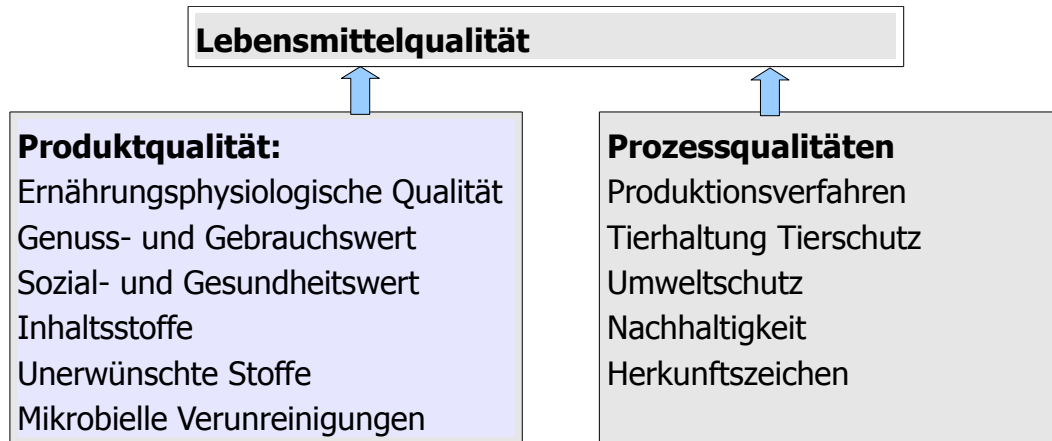 Lebensmittelqualität
Produktqualität:
Ernährungsphysiologische Qualität
Genuss- und Gebrauchswert
Sozial- und Gesundheitswert
Inhaltsstoffe
Unerwünschte Stoffe
Mikrobielle Verunreinigungen
Prozessqualitäten
Produktionsverfahren
Tierhaltung Tierschutz
Umweltschutz
Nachhaltigkeit
Herkunftszeichen